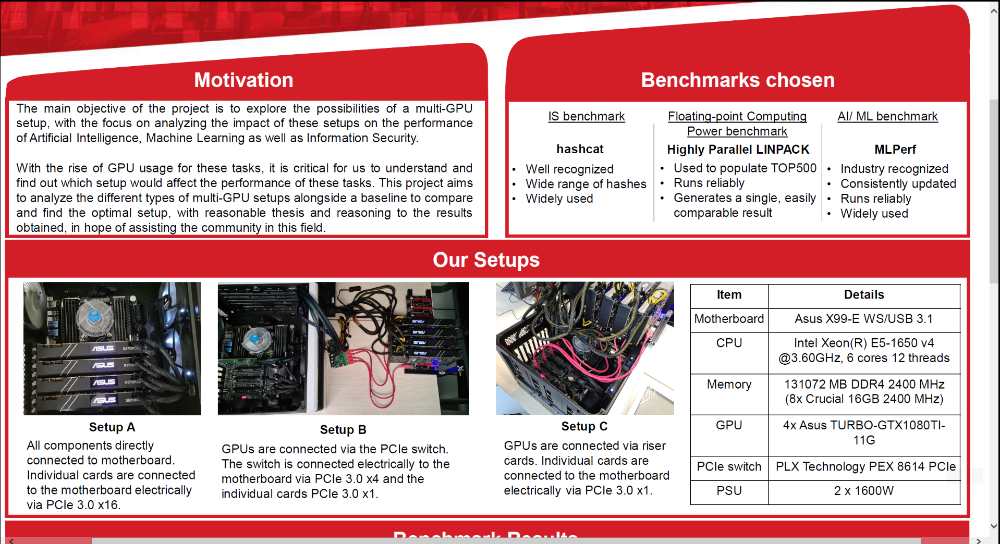 Motivation
The main objective of the project is to explore the possibilities of a multi-GPU
setup, with the focus on analyzing the impact of these setups on the performance
of Artificial Intelligence, Machine Learning as well as Information Security.
With the rise of GPU usage for these tasks, it is critical for us to understand and
find out which setup would affect the performance of these tasks. This project aims
to analyze the different types of multi-GPU setups alongside a baseline to compare
and find the optimal setup, with reasonable thesis and reasoning to the results
obtained, in hope of assisting the community in this field.
Benchmarks chosen
IS benchmark
hashcat
• Well recognized
• Wide range of hashes
• Widely used
Floating-point Computing
Power benchmark
Highly Parallel LINPACK
• Used to populate TOP500
• Runs reliably
• Generates a single, easily
comparable result
AI/ ML benchmark
MLPerf
• Industry recognized
• Consistently updated
• Runs reliably
• Widely used
Our Setups
ASUS GEFORCE
ASUS GEFORCE
ASUS GEFORCE
ASUS GEFORCE
Setup A
All components directly
connected to motherboard.
Individual cards are connected
to the motherboard electrically
via PCIe 3.0 x16.
ASUS
ASUS
ASUS
ASUS
Setup B
GPUs are connected via the PCIe switch.
The switch is connected electrically to the
motherboard via PCIe 3.0 x4 and the
individual cards PCIe 3.0 x1.
Setup C
GPUs are connected via riser
cards. Individual cards are
connected to the motherboard
electrically via PCIe 3.0 x1.
Item Details
Motherboard Asus X99-E WS/USB 3.1
CPU Intel Xeon(R) E5-1650 v4
@3.60GHz, 6 cores 12 threads
Memory 131072 MB DDR4 2400 MHz
(8x Crucial 16GB 2400 MHz)
GPU 4x Asus TURBO-GTX1080TI-
11G
PCIe switch PLX Technology PEX 8614 PCIe
PSU 2 x 1600W
Benchmark Results